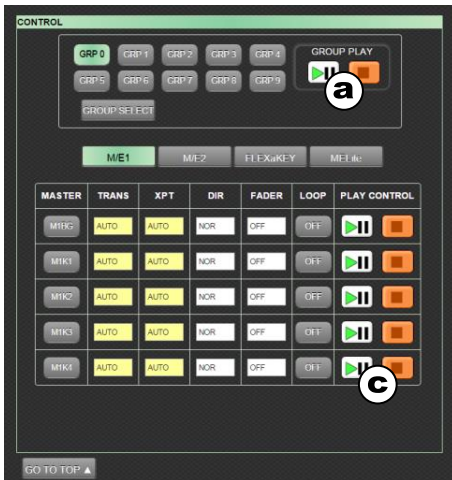 CONTROL
GRP 0 GRP 1 GRP 2 GRP 3 GRP 4 GROUP PLAY
GRP 5 GRP 6 GRP 7 GRP 8 GRP 9
a
GROUP SELECT
M/E1 M/E2 FLEXaKEY MELite
MASTER TRANS XPT DIR FADER LOOP PLAY CONTROL
M1BG AUTO AUTO NOR OFF OFF
M1K1 AUTO AUTO NOR OFF OFF
M1K2 AUTO AUTO NOR OFF OFF
M1K3 AUTO AUTO NOR OFF OFF
M1K4 AUTO AUTO NOR OFF OFF
c
GO TO TOP ▲